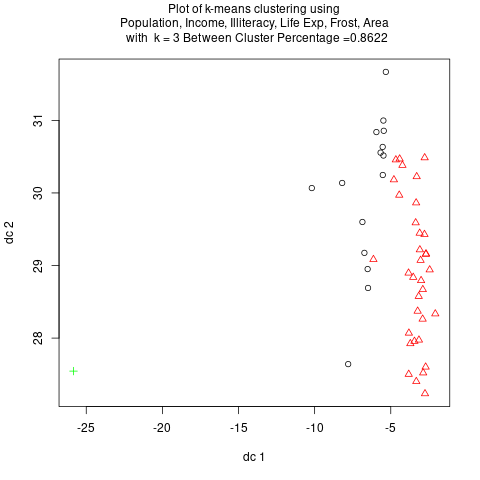 Plot of k-means clustering using
Population, Income, Illiteracy, Life Exp, Frost, Area
with k = 3 Between Cluster Percentage =0.8622
dc 2
31
30
29
28
-25
-20
-15
-10
-5
dc 1